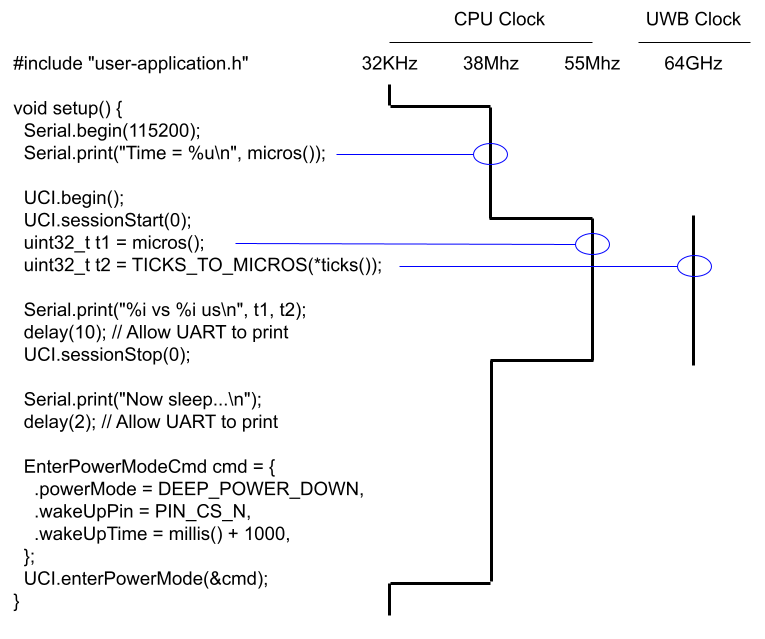 CPU Clock UWB Clock
#include "user-application.h" 32KHz 38Mhz 55Mhz 64GHz
void setup() {
Serial.begin(115200);
Serial.print("Time = %u\n", micros());
UCI.begin();
UCI.sessionStart(0);
uint32_t t1 = micros();
uint32_t t2 = TICKS_TO_MICROS(*ticks());
Serial.print("%i vs %i us\n", t1, t2);
delay(10); // Allow UART to print
UCI.sessionStop(0);
Serial.print("Now sleep...\n");
delay(2); // Allow UART to print
EnterPowerModeCmd cmd = {
.powerMode = DEEP_POWER_DOWN,
.wakeUpPin = PIN_CS_N,
.wakeUpTime = millis() + 1000,
};
UCI.enterPowerMode(&cmd);
}